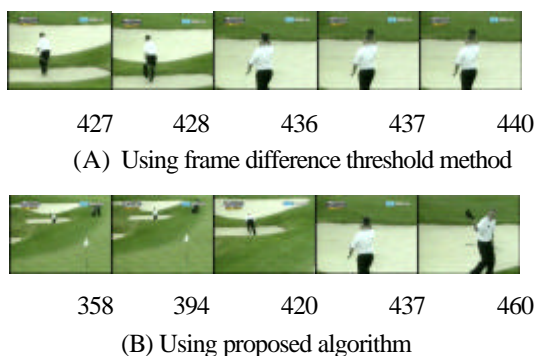 427 428 436 437 440
(A) Using frame difference threshold method
358 394 420 437 460
(B) Using proposed algorithm